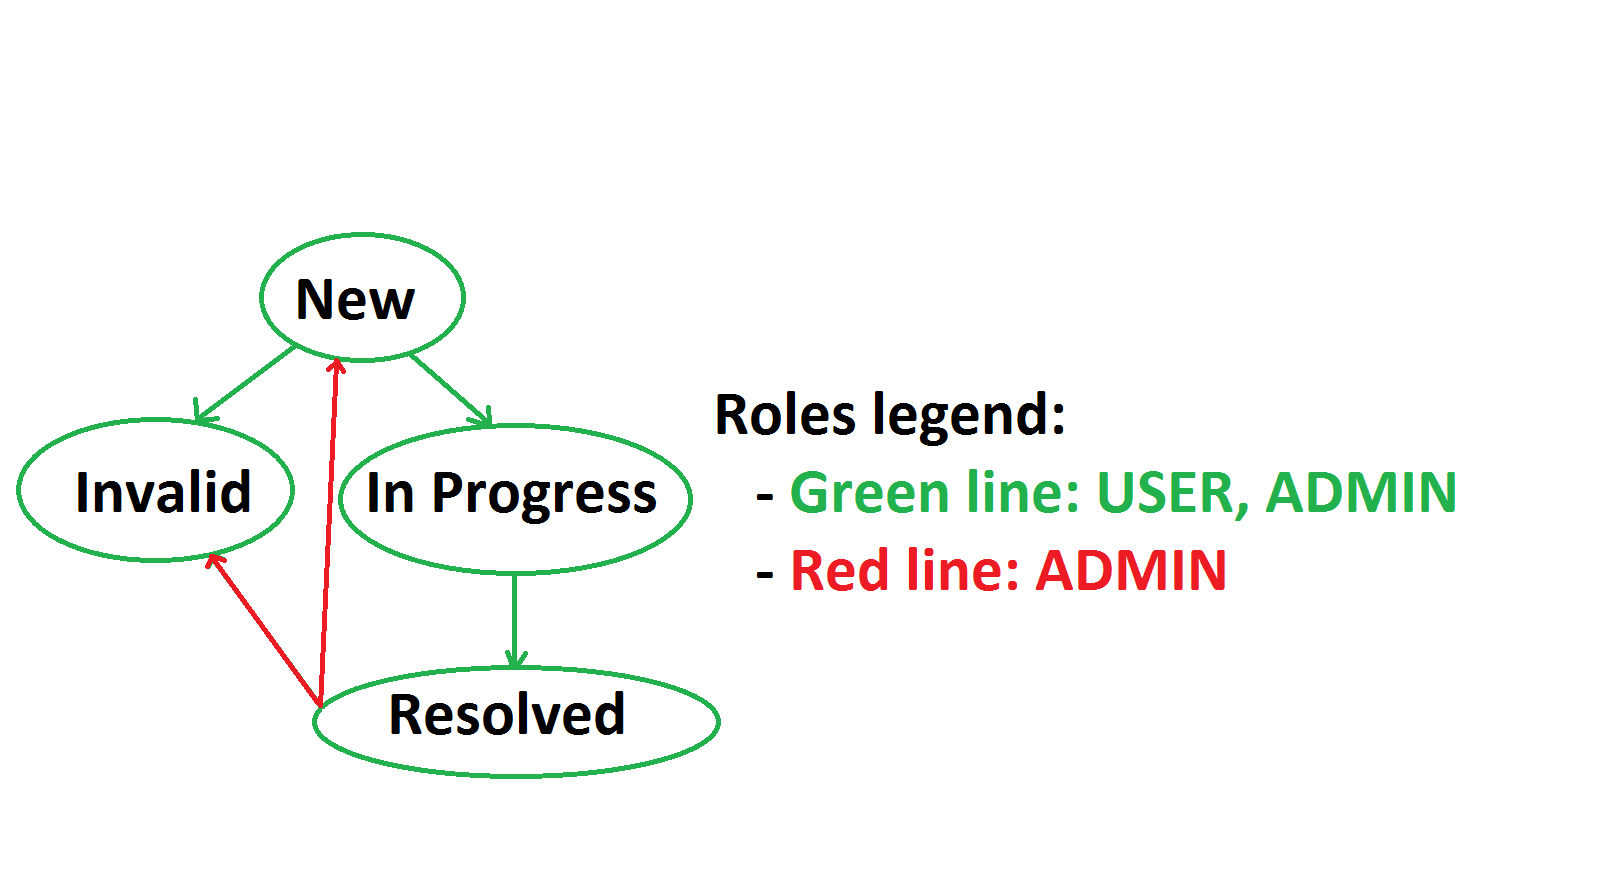 New
Invalid
In Progress
Resolved
Roles legend:
- Green line: USER, ADMIN
- Red line: ADMIN